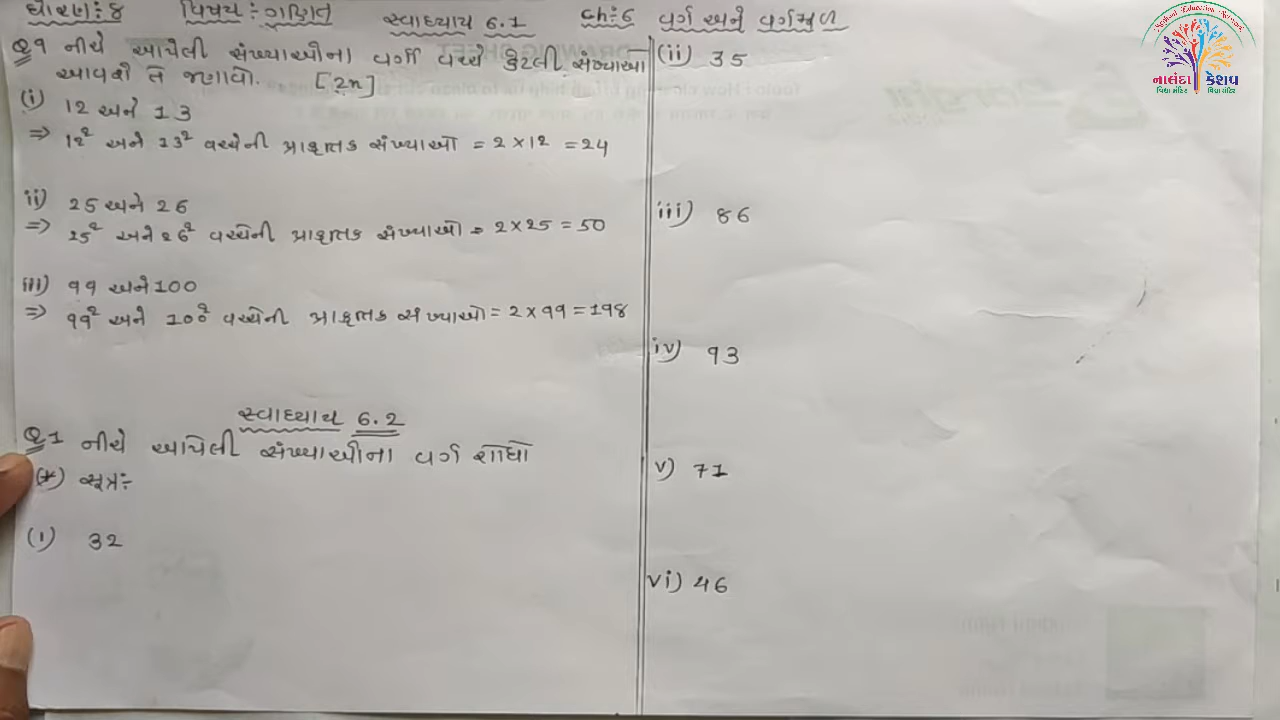 ધોરણ:૮ વિષય:ગણિત સ્વાધ્યાય 6.1 ch:6 વર્ગ અને વર્ગમૂળ
Q9 નીચે આપેલી સંખ્યાઓના વર્ગો વચ્ચે કેટલી સંખ્યાઓ
આવશે તે જણાવો. [2n]
(i) 12 અને 13
⇒ 12² અને 13² વચ્ચેની પ્રાકૃતિક સંખ્યાઓ = 2 × 12 = 24
ii) 25 અને 26
⇒ 25² અને 26² વચ્ચેની પ્રાકૃતિક સંખ્યાઓ = 2 × 25 = 50
iii) 99 અને 100
⇒ 99² અને 100² વચ્ચેની પ્રાકૃતિક સંખ્યાઓ = 2 × 99 = 198
સ્વાધ્યાય 6.2
Q1 નીચે આપેલી સંખ્યાઓના વર્ગ શોધો
(*) સૂત્ર:
(i) 32
(ii) 35
iii) 86
iv) 93
v) 71
vi) 46
નાલંદા કેશવ
વિદ્યા મંદિર વિદ્યા મંદિર